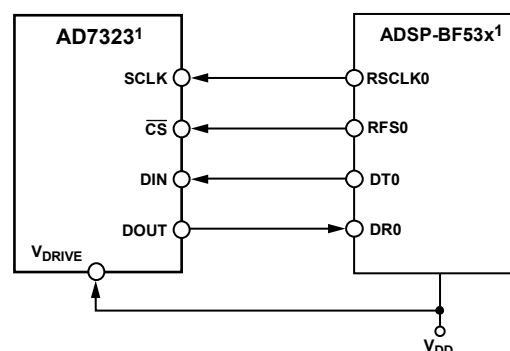 AD7323¹
ADSP-BF53x¹
SCLK
RSCLK0
CS
RFS0
DIN
DT0
DOUT
DR0
VDRIVE
VDD